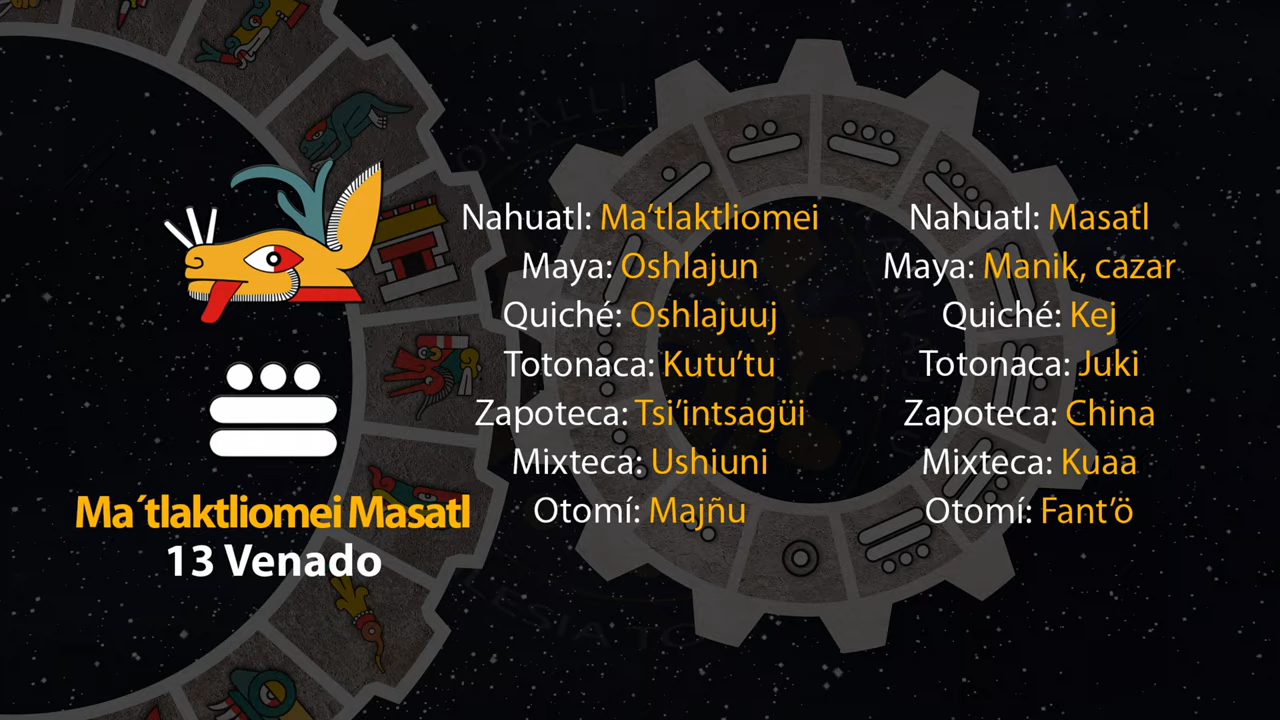 Nahuatl: Ma’tlaktliomei
Maya: Oshlajun
Quiché: Oshlajuuj
Totonaca: Kutu’tu
Zapoteca: Tsi’intsagüi
Mixteca: Ushiuni
Otomí: Majñu
Nahuatl: Masatl
Maya: Manik, cazar
Quiché: Kej
Totonaca: Juki
Zapoteca: China
Mixteca: Kuaa
Otomí: Fant’ö
Ma´tlaktliomei Masatl
13 Venado